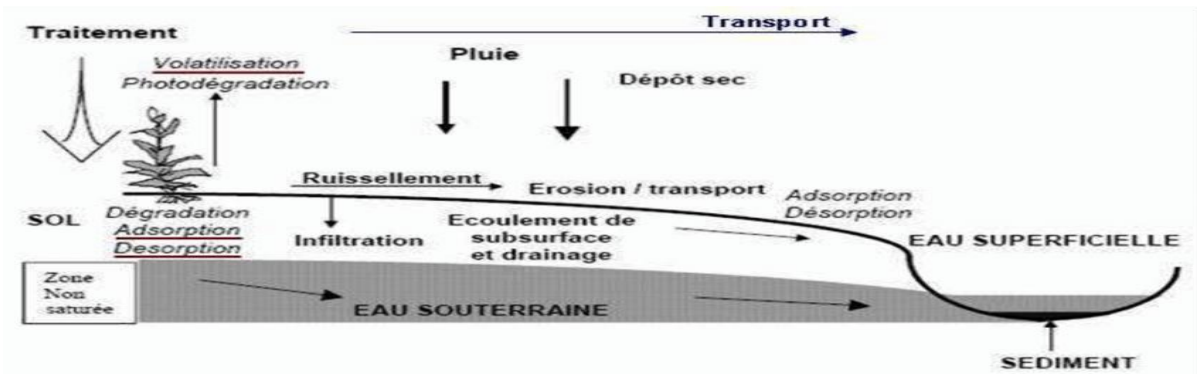 Transport
Traitement
Pluie
Volatilisation
Photodégradation
Dépôt sec
Ruissellement
Erosion / transport
Adsorption
Désorption
SOL
Dégradation
Adsorption
Desorption
Infiltration
Ecoulement de
subsurface
et drainage
EAU SUPERFICIELLE
Zone
Non
saturée
EAU SOUTERRAINE
SEDIMENT